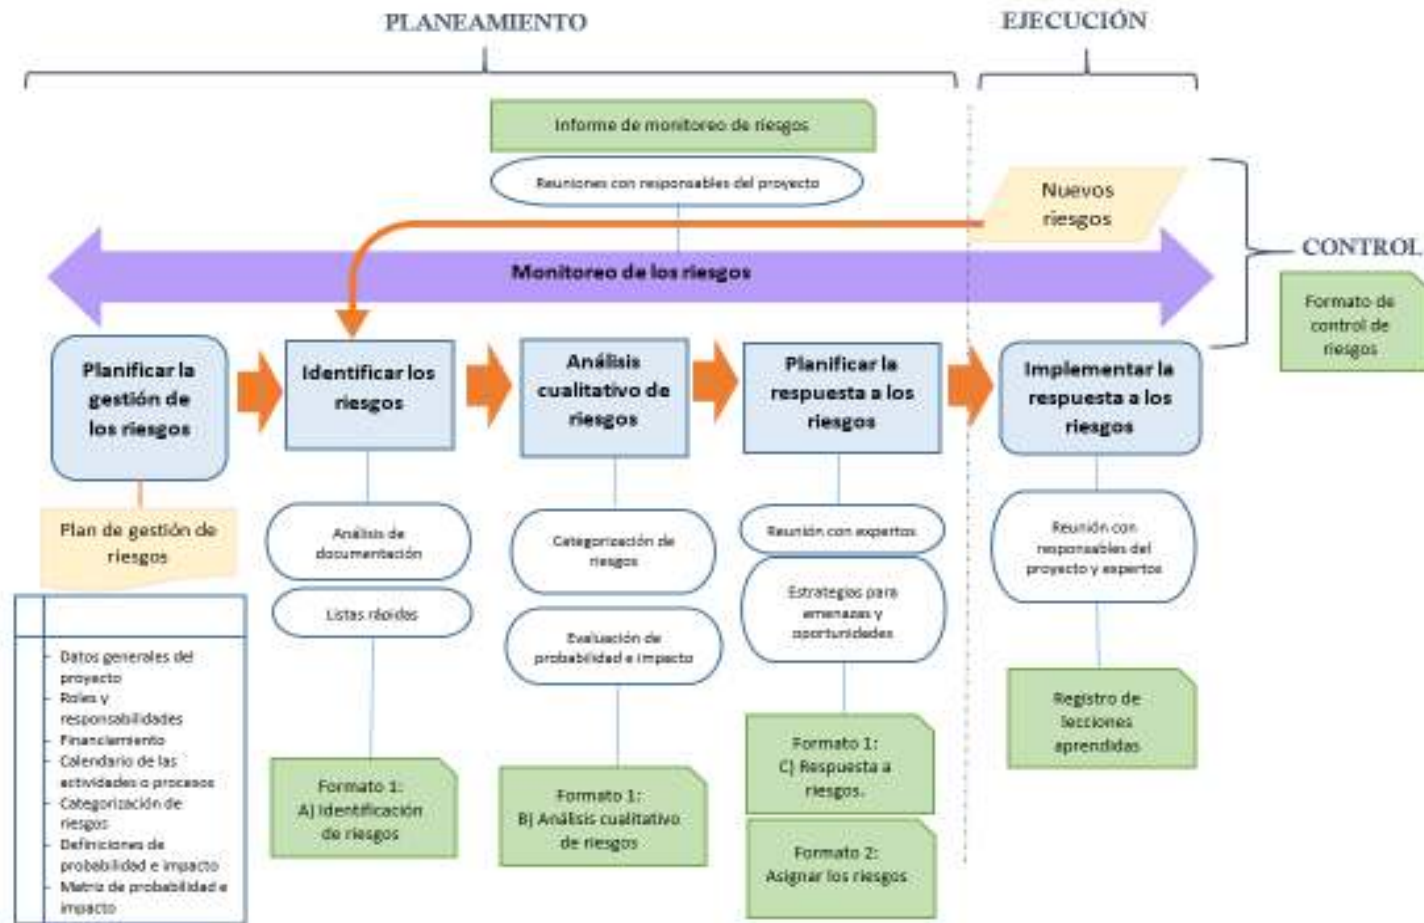 PLANEAMIENTO
EJECUCIÓN
Informe de monitoreo de riesgos
Reuniones con responsables del proyecto
Nuevos
riesgos
CONTROL
Monitoreo de los riesgos
Formato de
control de
riesgos
Planificar la
gestión de
los riesgos
Identificar los
riesgos
Análisis
cualitativo de
riesgos
Planificar la
respuesta a los
riesgos
Implementar la
respuesta a los
riesgos
Plan de gestión de
riesgos
Análisis de
documentación
Listas rápidas
Categorización de
riesgos
Evaluación de
probabilidad e impacto
Reunión con expertos
Estrategias para
amenazas y
oportunidades
Reunión con
responsables del
proyecto y expertos
- Datos generales del
proyecto
- Roles y
responsabilidades
- Financiamiento
- Calendario de las
actividades o procesos
- Categorización de
riesgos
- Definiciones de
probabilidad e impacto
- Matriz de probabilidad e
impacto
Formato 1:
A) Identificación
de riesgos
Formato 1:
B) Análisis cualitativo
de riesgos
Formato 1:
C) Respuesta a
riesgos.
Formato 2:
Asignar los riesgos
Registro de
lecciones
aprendidas